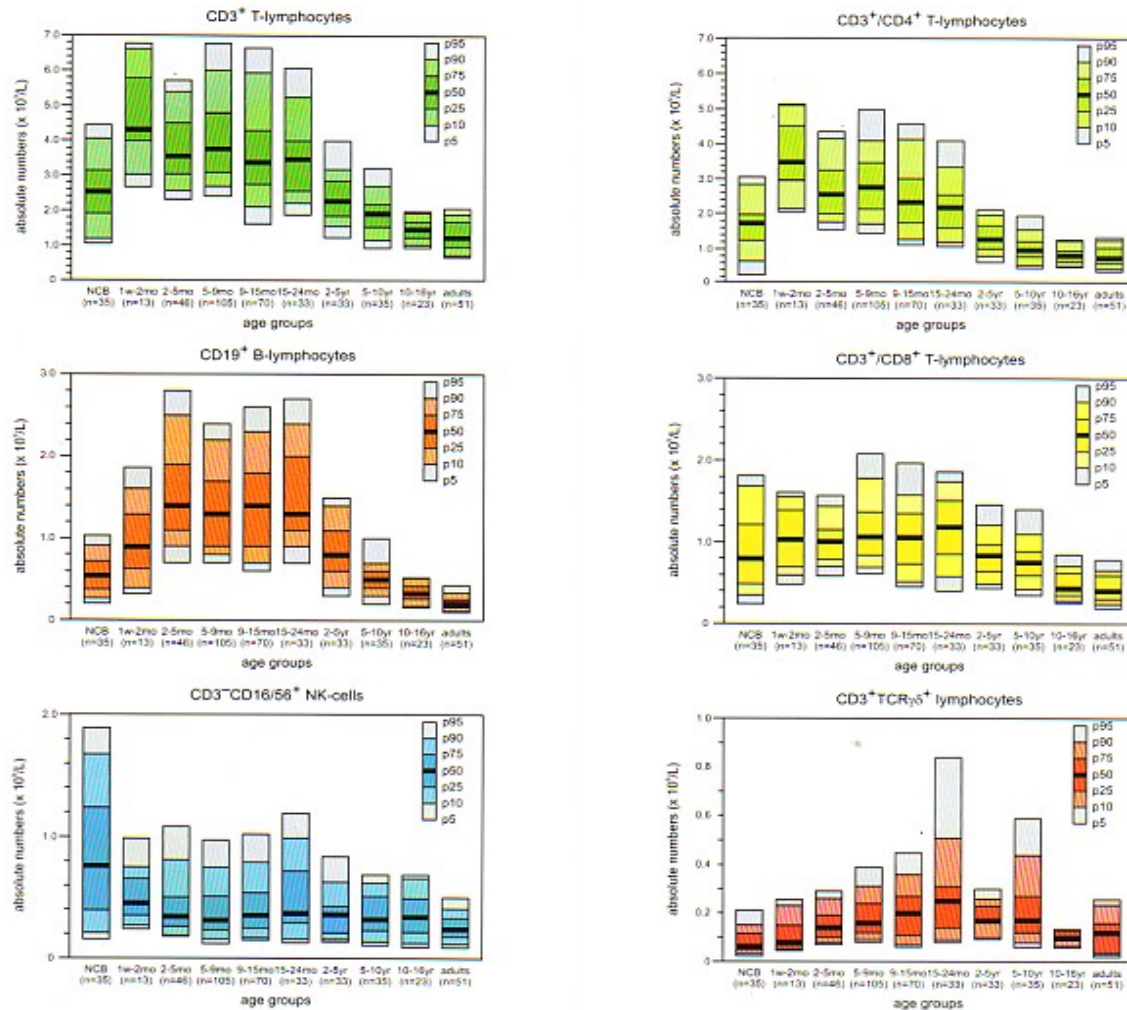 CD3⁺ T-lymphocytes
absolute numbers (x 10⁹/L)
7.0
6.0
5.0
4.0
3.0
2.0
1.0
0
p95
p90
p75
p50
p25
p10
p5
NCB 1w-2mo 2-5mo 5-9mo 9-15mo 15-24mo 2-5yr 5-10yr 10-16yr adults
(n=35) (n=13) (n=46) (n=105) (n=70) (n=33) (n=33) (n=35) (n=23) (n=51)
age groups
CD3⁺/CD4⁺ T-lymphocytes
absolute numbers (x 10⁹/L)
7.0
6.0
5.0
4.0
3.0
2.0
1.0
0
p95
p90
p75
p50
p25
p10
p5
NCB 1w-2mo 2-5mo 5-9mo 9-15mo 15-24mo 2-5yr 5-10yr 10-16yr adults
(n=35) (n=13) (n=46) (n=105) (n=70) (n=33) (n=33) (n=35) (n=23) (n=51)
age groups
CD19⁺ B-lymphocytes
absolute numbers (x 10⁹/L)
3.0
2.0
1.0
0
p95
p90
p75
p50
p25
p10
p5
NCB 1w-2mo 2-5mo 5-9mo 9-15mo 15-24mo 2-5yr 5-10yr 10-16yr adults
(n=35) (n=13) (n=46) (n=105) (n=70) (n=33) (n=33) (n=35) (n=23) (n=51)
age groups
CD3⁺/CD8⁺ T-lymphocytes
absolute numbers (x 10⁹/L)
3.0
2.0
1.0
0
p95
p90
p75
p50
p25
p10
p5
NCB 1w-2mo 2-5mo 5-9mo 9-15mo 15-24mo 2-5yr 5-10yr 10-16yr adults
(n=35) (n=13) (n=46) (n=105) (n=70) (n=33) (n=33) (n=35) (n=23) (n=51)
age groups
CD3⁻CD16/56⁺ NK-cells
absolute numbers (x 10⁹/L)
2.0
1.0
0
p95
p90
p75
p50
p25
p10
p5
NCB 1w-2mo 2-5mo 5-9mo 9-15mo 15-24mo 2-5yr 5-10yr 10-16yr adults
(n=35) (n=13) (n=46) (n=105) (n=70) (n=33) (n=33) (n=35) (n=23) (n=51)
age groups
CD3⁺TCRγδ⁺ lymphocytes
absolute numbers (x 10⁹/L)
1.0
0.8
0.6
0.4
0.2
0
p95
p90
p75
p50
p25
p10
p5
NCB 1w-2mo 2-5mo 5-9mo 9-15mo 15-24mo 2-5yr 5-10yr 10-16yr adults
(n=35) (n=13) (n=46) (n=105) (n=70) (n=33) (n=33) (n=35) (n=23) (n=51)
age groups